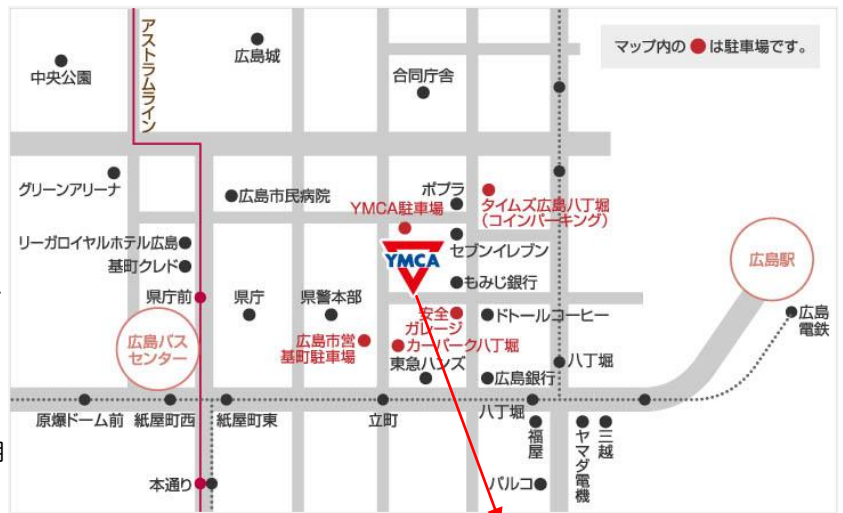 マップ内の●は駐車場です。
アストラムライン
広島城
中央公園
合同庁舎
グリーンアリーナ
広島市民病院
ポプラ
タイムズ広島八丁堀
(コインパーキング)
YMCA駐車場
リーガロイヤルホテル広島
セブンイレブン
YMCA
基町クレド
もみじ銀行
広島駅
県庁前
県庁
県警本部
安全
ガレージ
ドトールコーヒー
広島
電鉄
広島バス
センター
広島市営
基町駐車場
カーパーク八丁堀
東急ハンズ
八丁堀
広島銀行
原爆ドーム前
紙屋町西
紙屋町東
立町
八丁堀
福屋
ヤマダ電機
三越
本通り
パルコ